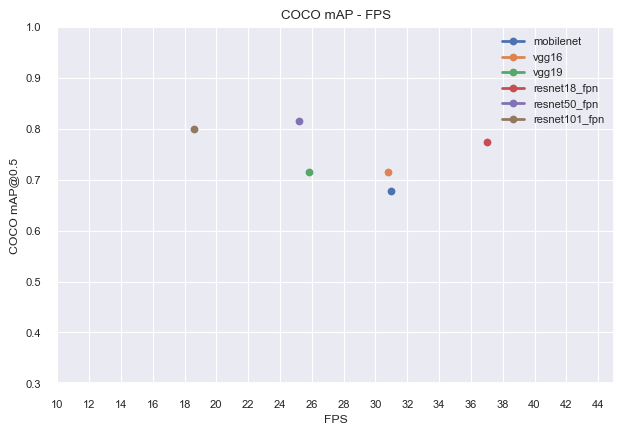 COCO mAP - FPS
mobilenet
vgg16
vgg19
resnet18_fpn
resnet50_fpn
resnet101_fpn
COCO mAP@0.5
1.0
0.9
0.8
0.7
0.6
0.5
0.4
0.3
10 12 14 16 18 20 22 24 26 28 30 32 34 36 38 40 42 44
FPS